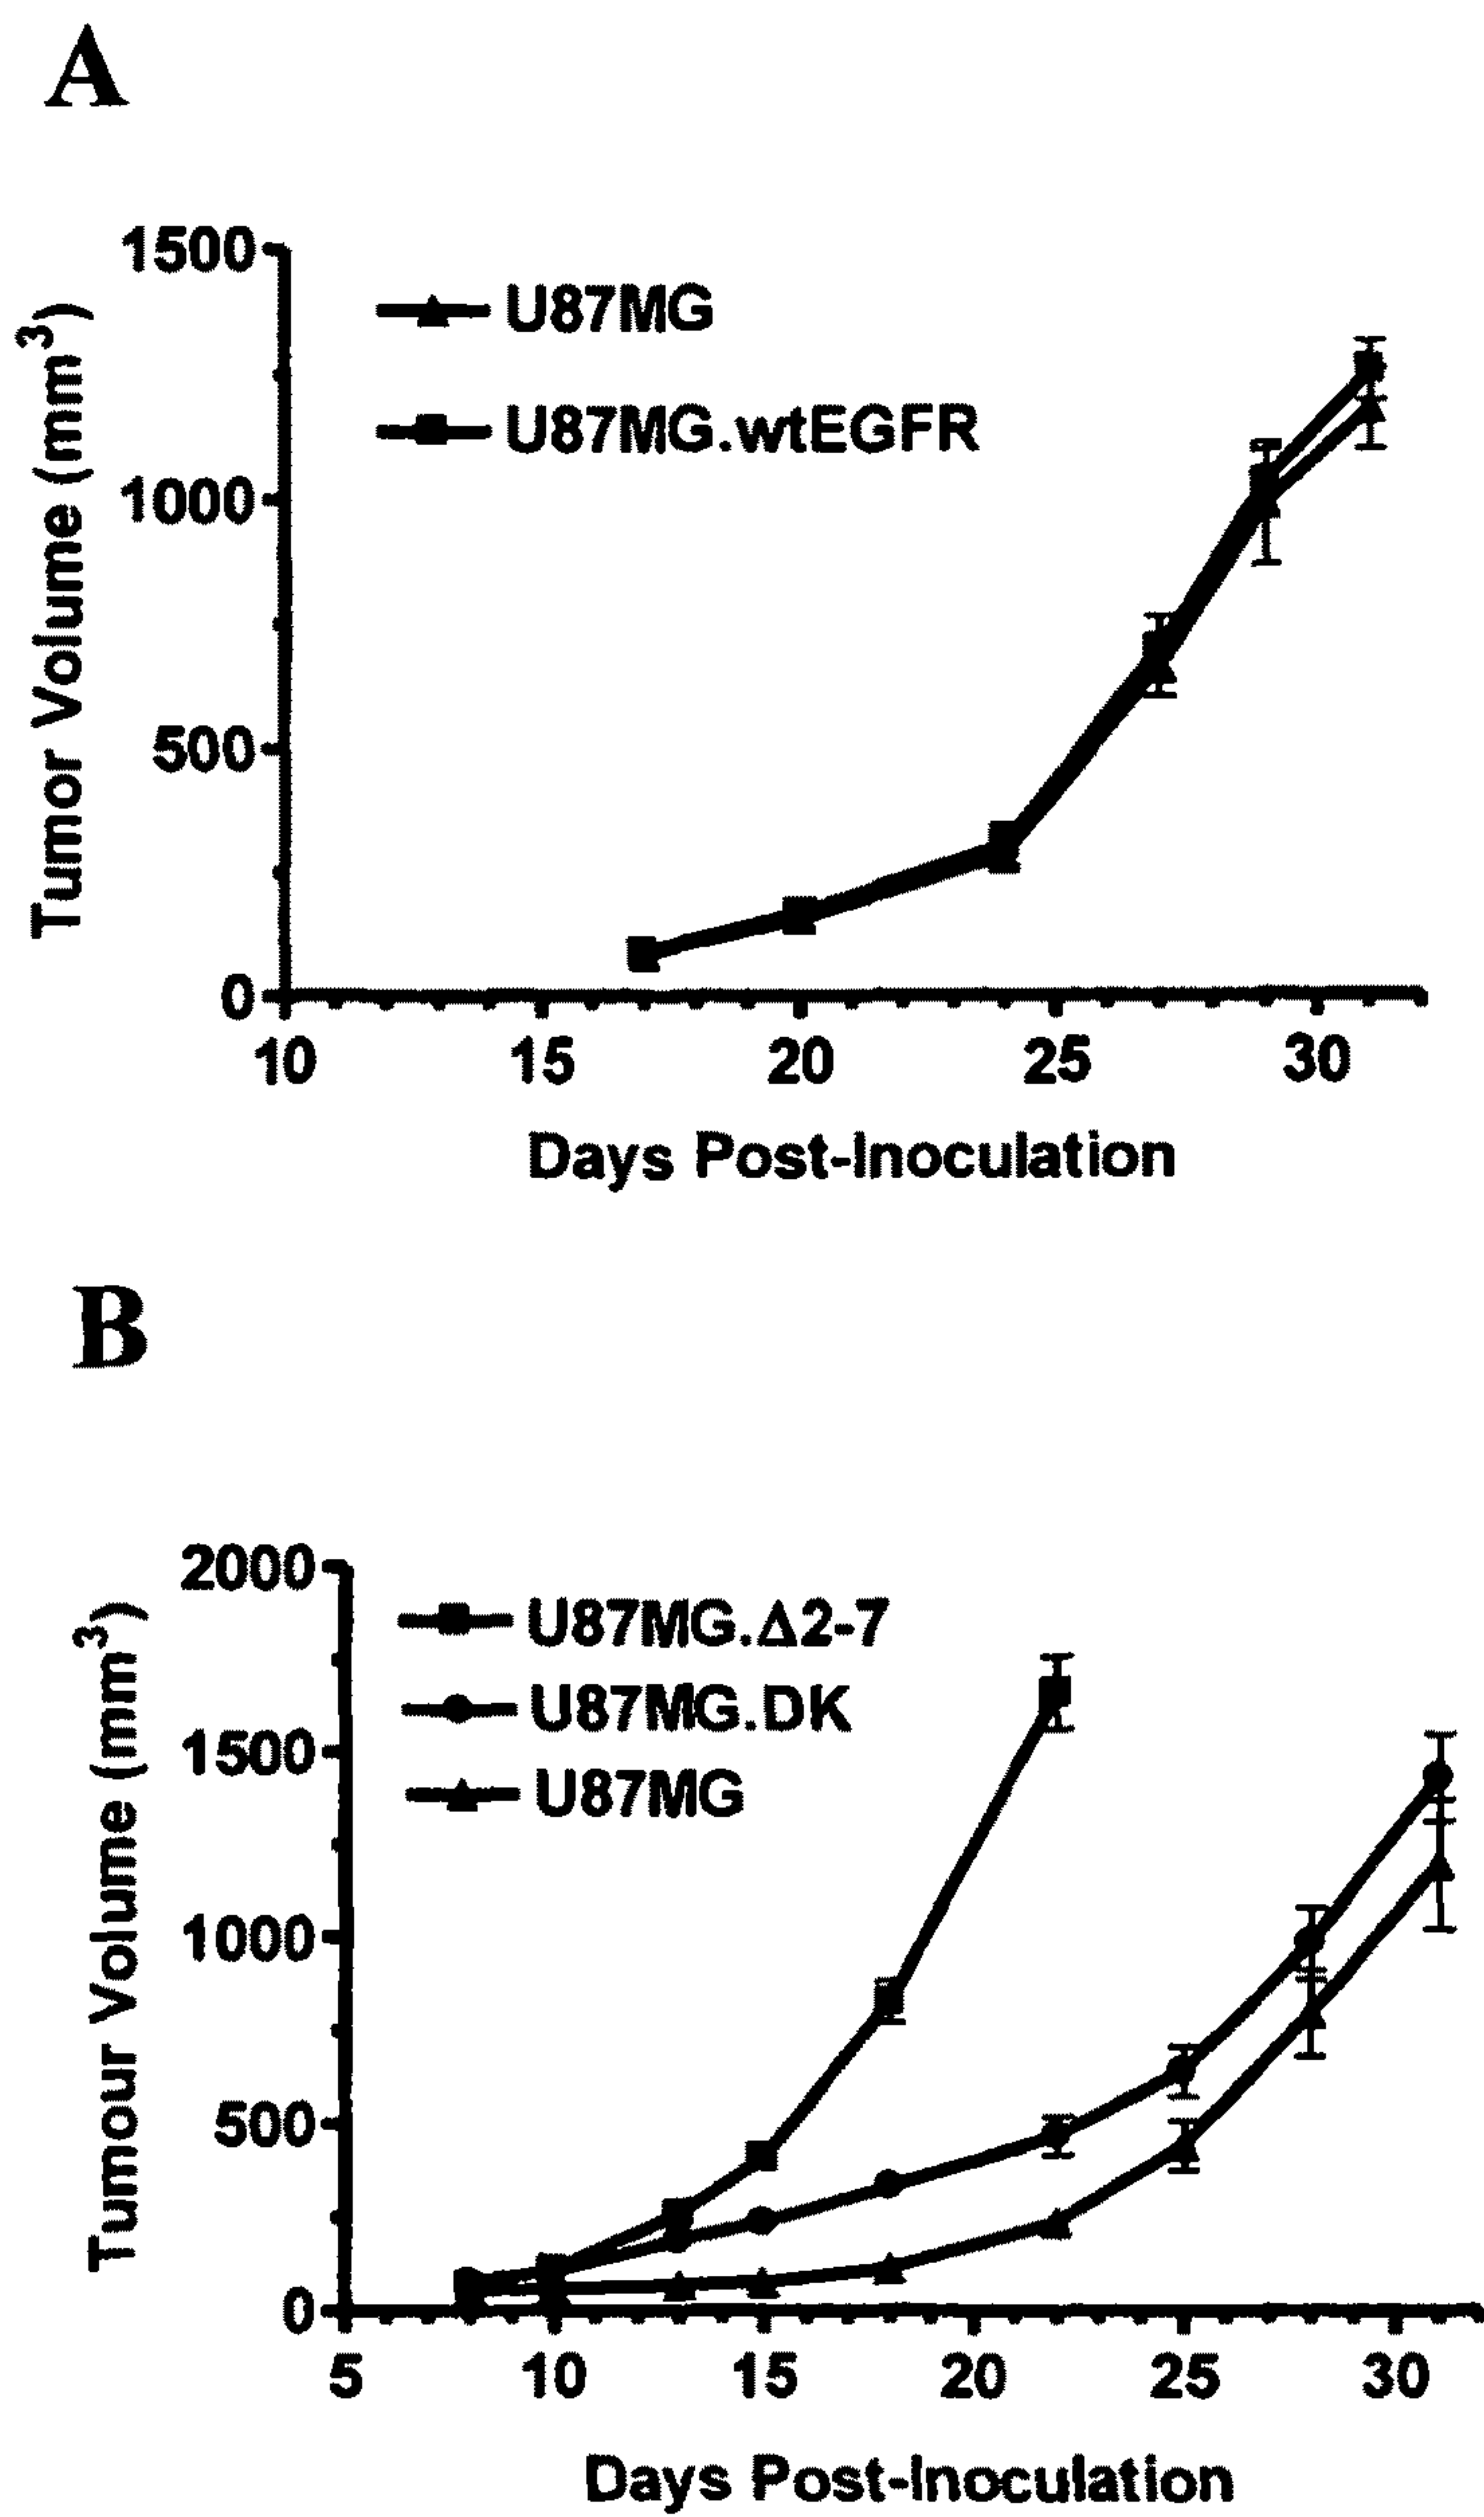 A
1500
1000
500
0
Tumor Volume (mm³)
U87MG
U87MG.wtEGFR
10 15 20 25 30
Days Post-Inoculation
B
2000
1500
1000
500
0
Tumour Volume (mm³)
U87MG.Δ2-7
U87MG.DK
U87MG
5 10 15 20 25 30
Days Post-Inoculation